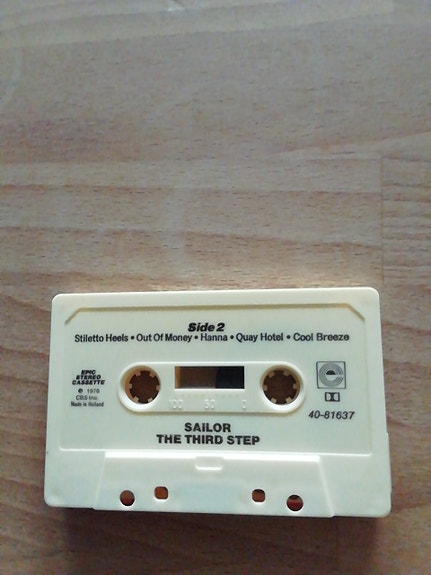 Side 2
Stiletto Heels • Out Of Money • Hanna • Quay Hotel • Cool Breeze
EPIC
STEREO
CASSETTE
℗ 1976
CBS Inc.
Made in Holland
100 50 0
40-81637
SAILOR
THE THIRD STEP